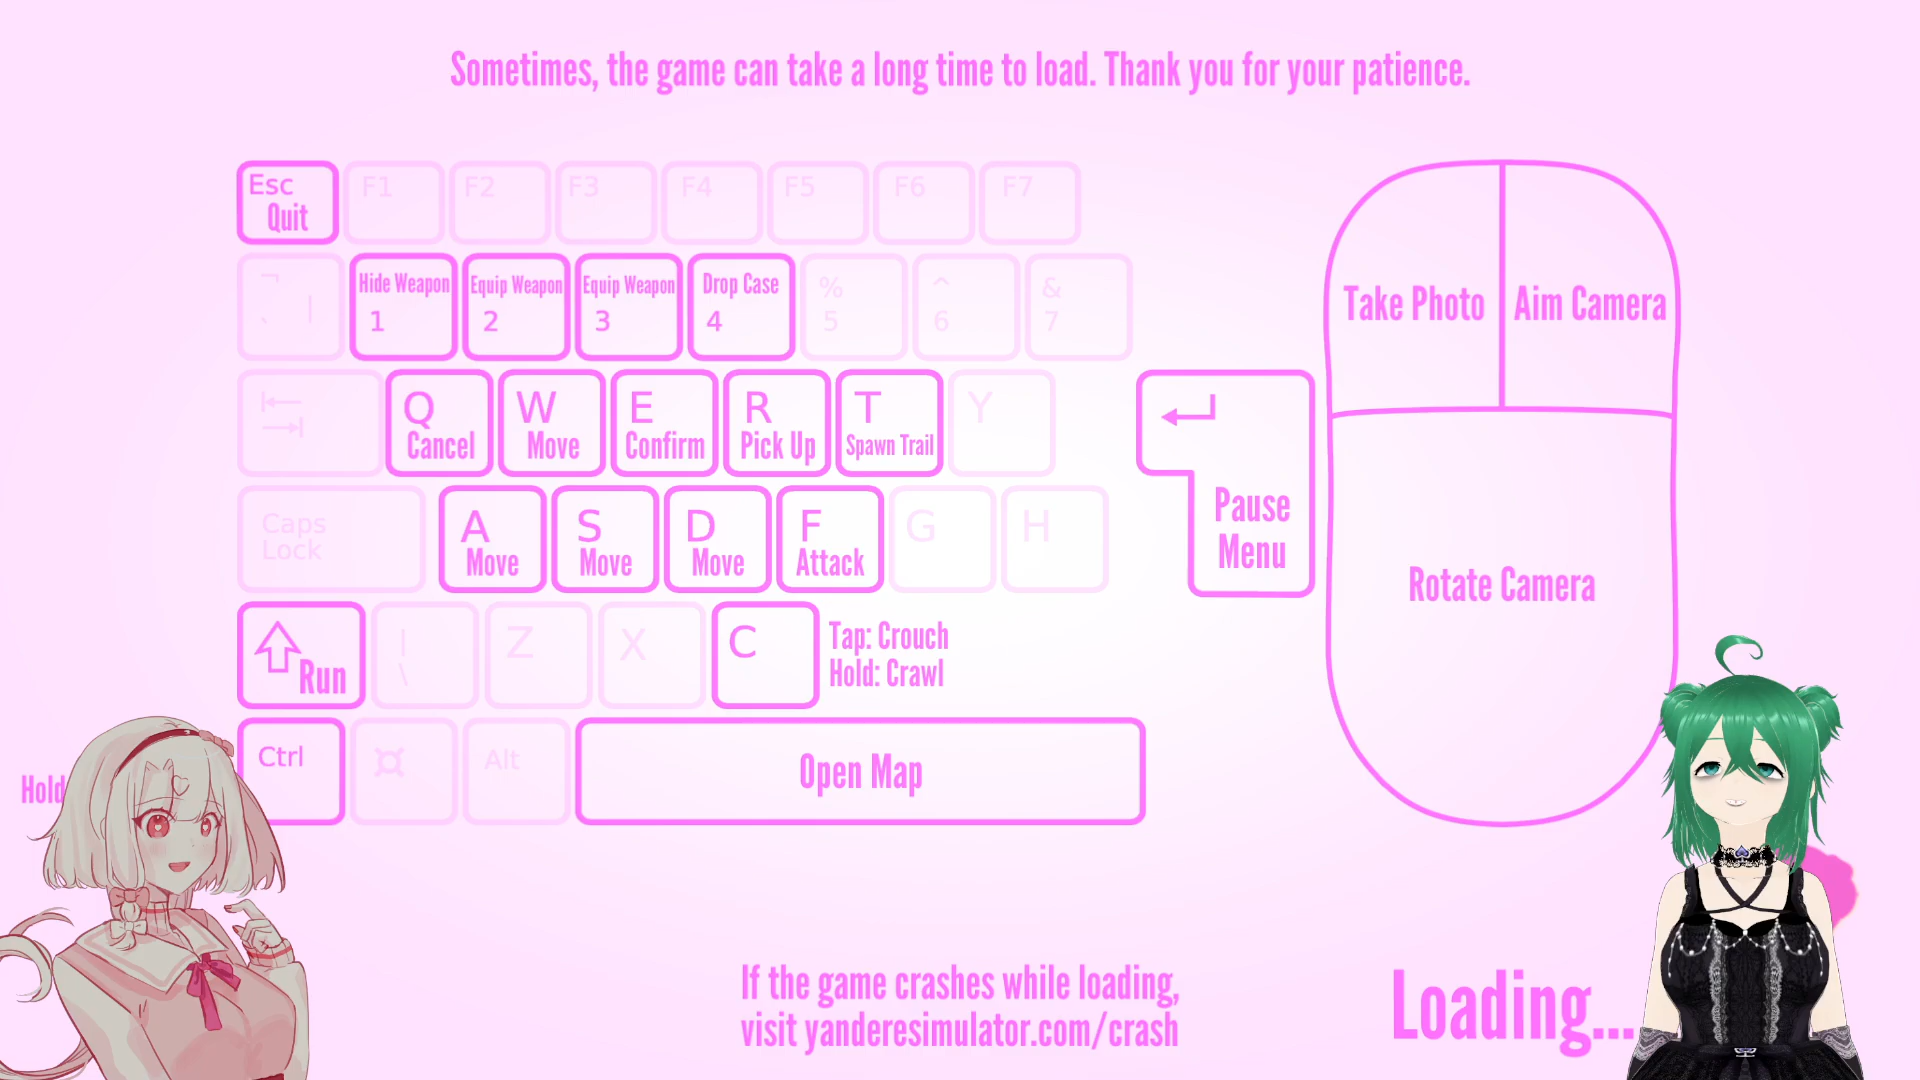 Sometimes, the game can take a long time to load. Thank you for your patience.
Esc F1 F2 F3 F4 F5 F6 F7
Quit
Hide Weapon Equip Weapon Equip Weapon Drop Case % ^ &
1 2 3 4 5 6 7
Take Photo Aim Camera
Q W E R T Y
Cancel Move Confirm Pick Up Spawn Trail
Pause
Menu
Caps
Lock
A S D F G H
Move Move Move Attack
Rotate Camera
Run | \ Z X C
Tap: Crouch
Hold: Crawl
Hold Ctrl Alt Open Map
If the game crashes while loading,
visit yanderesimulator.com/crash
Loading...